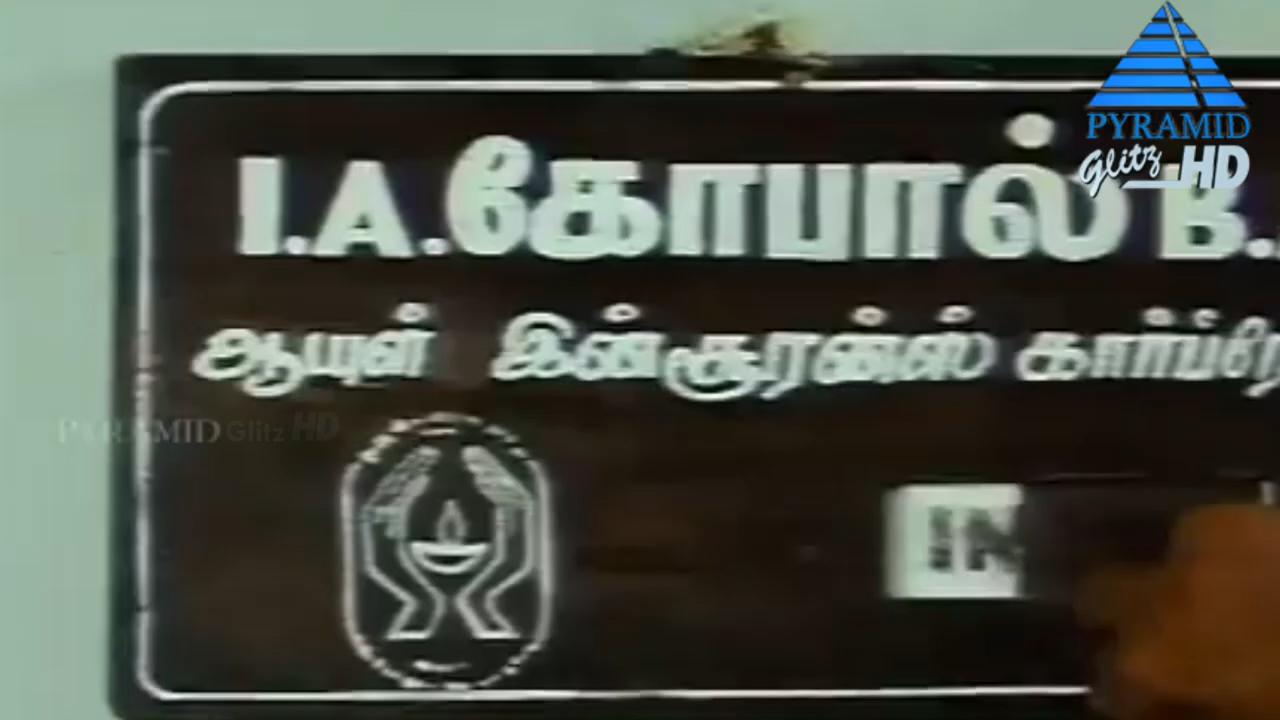 PYRAMID
Glitz HD
I.A.கோபால் B.
ஆயுள் இன்சூரன்ஸ்
PYRAMID Glitz HD
IN